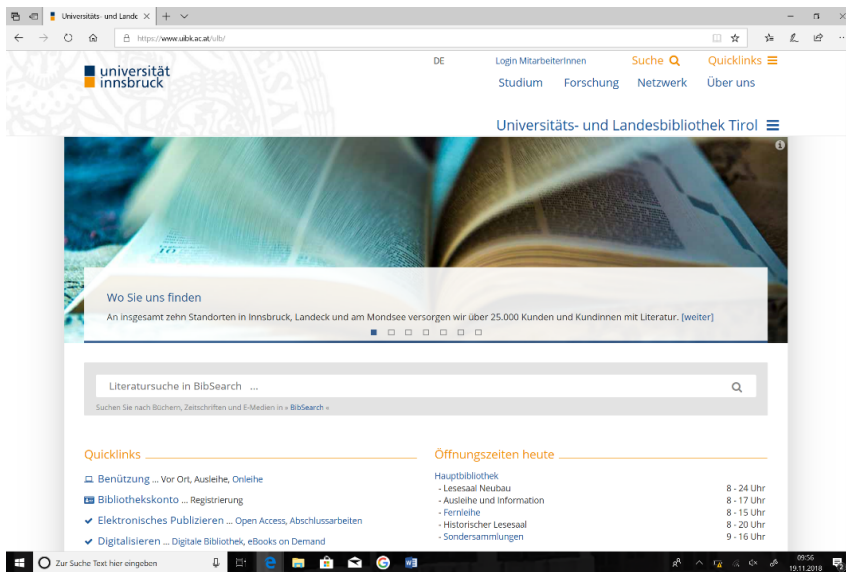 Universitäts- und Lande
https://www.uibk.ac.at/ulb/
universität
innsbruck
DE
Login MitarbeiterInnen
Suche
Quicklinks
Studium Forschung Netzwerk Über uns
Universitäts- und Landesbibliothek Tirol
10
Wo Sie uns finden
An insgesamt zehn Standorten in Innsbruck, Landeck und am Mondsee versorgen wir über 25.000 Kunden und Kundinnen mit Literatur. [weiter]
Literatursuche in BibSearch ...
Suchen Sie nach Büchern, Zeitschriften und E-Medien in » BibSearch «
Quicklinks
Benützung ... Vor Ort, Ausleihe, Onleihe
Bibliothekskonto ... Registrierung
Elektronisches Publizieren ... Open Access, Abschlussarbeiten
Digitalisieren ... Digitale Bibliothek, eBooks on Demand
Öffnungszeiten heute
Hauptbibliothek
- Lesesaal Neubau 8 - 24 Uhr
- Ausleihe und Information 8 - 17 Uhr
- Fernleihe 8 - 15 Uhr
- Historischer Lesesaal 8 - 20 Uhr
- Sondersammlungen 9 - 16 Uhr
Zur Suche Text hier eingeben
09:56
19.11.2018